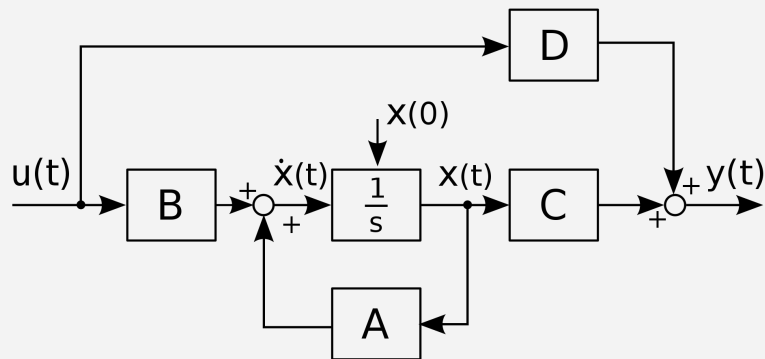 D
x(0)
u(t)
B
+
+
ẋ(t)
1
s
x(t)
C
+
+
y(t)
A